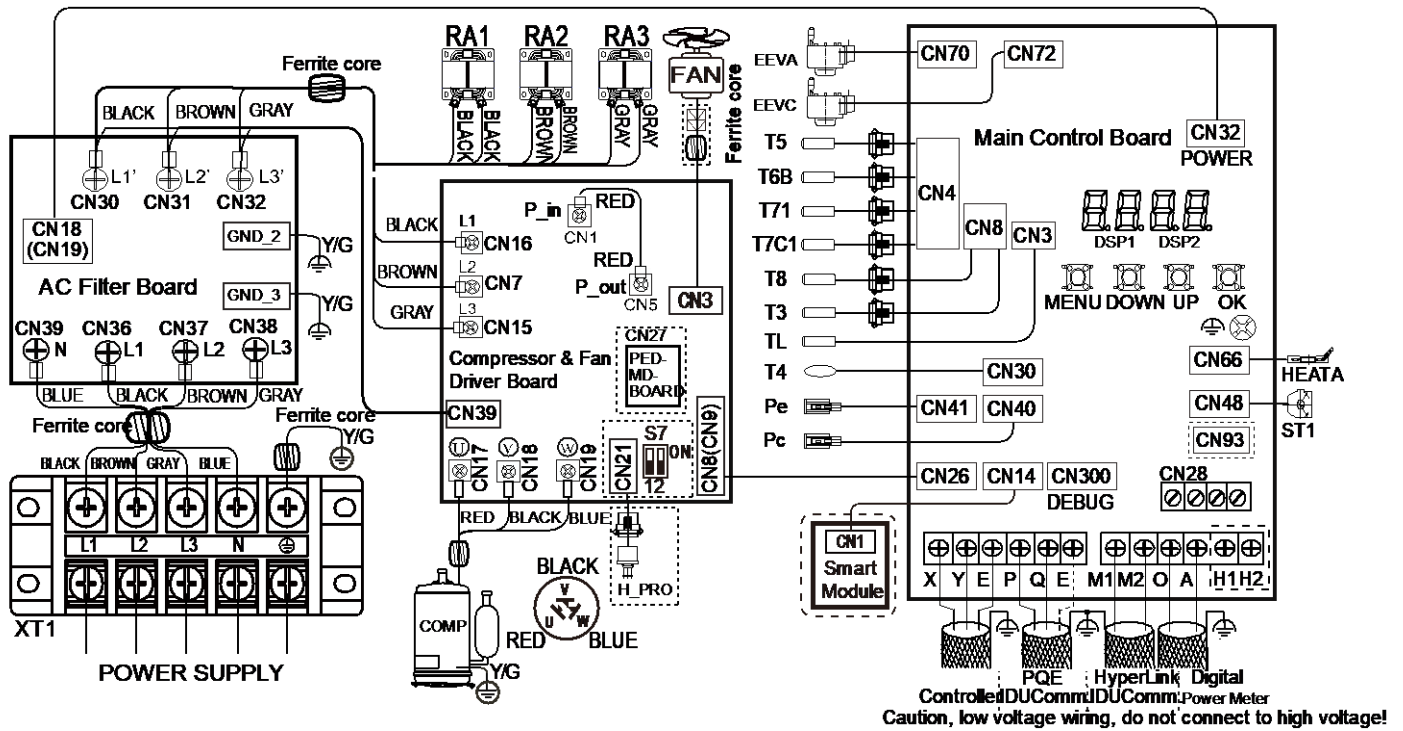 RA1 RA2 RA3
FAN
Ferrite core
Ferrite core
BLACK BROWN GRAY
BLACK BLACK BROWN BROWN GRAY GRAY
L1' L2' L3'
CN30 CN31 CN32
CN18
(CN19)
GND_2 Y/G
AC Filter Board
GND_3 Y/G
CN39 CN36 CN37 CN38
N L1 L2 L3
BLUE BLACK BROWN GRAY
Ferrite core
Ferrite core
Y/G
BLACK BROWN GRAY BLUE
L1 L2 L3 N
XT1
POWER SUPPLY
BLACK L1 CN16
BROWN L2 CN7
GRAY L3 CN15
P_in CN1 RED
RED
P_out CN5
CN3
Compressor & Fan
Driver Board
CN27
PED-
MD-
BOARD
CN39
U V W
CN17 CN18 CN19
CN21
S7
ON
12
CN8(CN9)
RED BLACK BLUE
H_PRO
COMP
Y/G
BLACK
V
U W
RED BLUE
EEVA CN70 CN72
EEVC
T5
T6B
T71
T7C1
T8
T3
TL
T4
Pe
Pc
CN4
CN8
CN3
CN30
CN41 CN40
CN26 CN14 CN300
DEBUG
Main Control Board
CN32
POWER
DSP1 DSP2
MENU DOWN UP OK
CN66
HEATA
CN48
ST1
CN93
CN28
CN1
Smart
Module
X Y E P Q E M1 M2 O A H1 H2
PQE HyperLink Digital
Controller IDUComm. IDUComm. Power Meter
Caution, low voltage wiring, do not connect to high voltage!